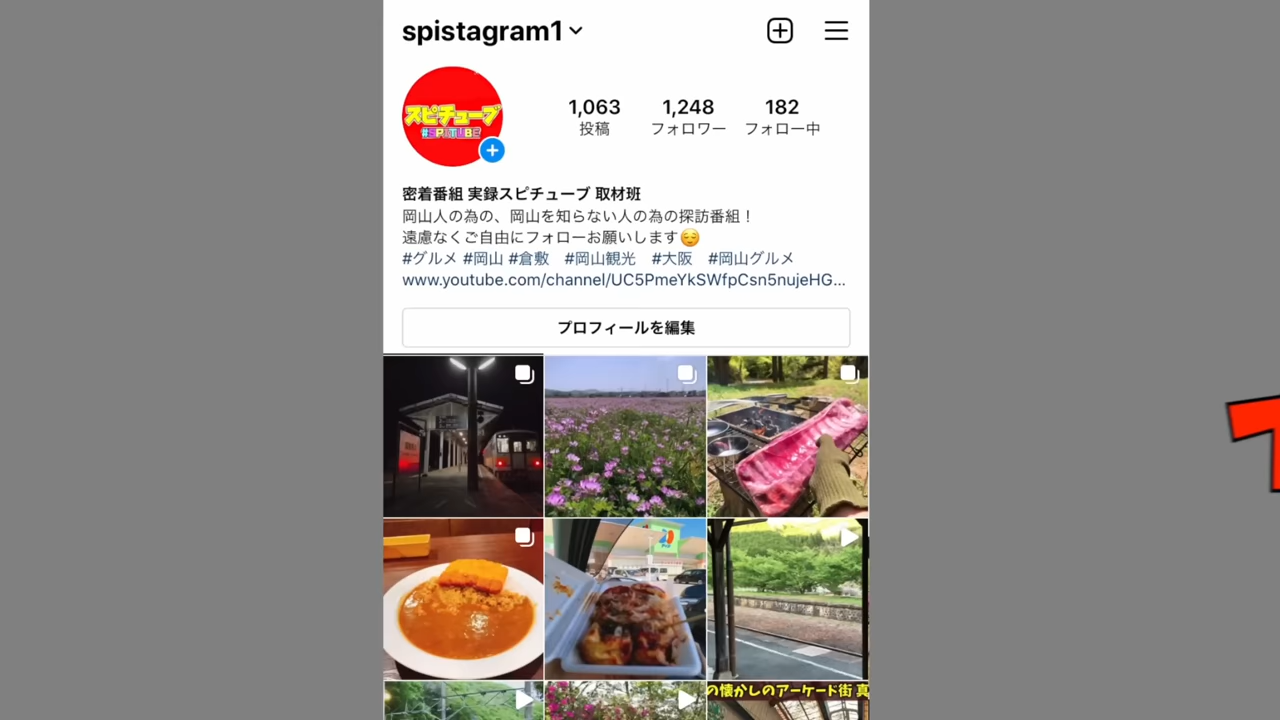 spistagram1
スピチューブ
#SPITUBE
1,063
投稿
1,248
フォロワー
182
フォロー中
密着番組 実録スピチューブ 取材班
岡山人の為の、岡山を知らない人の為の探訪番組！
遠慮なくご自由にフォローお願いします😌
#グルメ #岡山 #倉敷　#岡山観光　#大阪　#岡山グルメ
www.youtube.com/channel/UC5PmeYkSWfpCsn5nujeHG...
プロフィールを編集
の懐かしのアーケード街 真